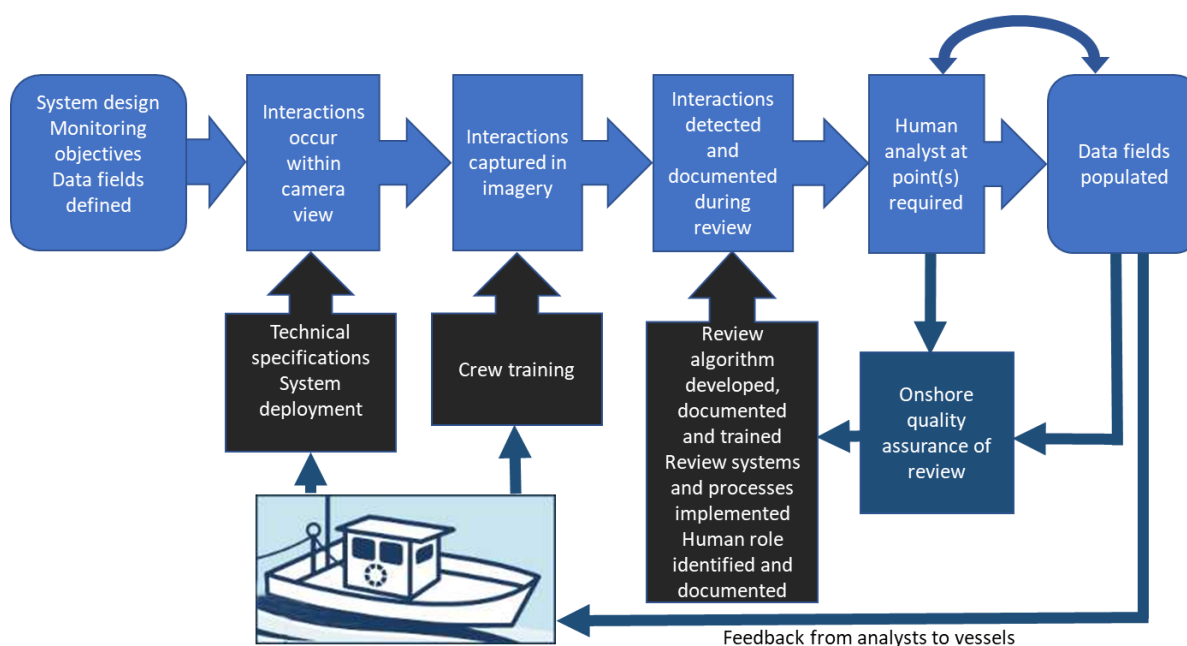 System design
Monitoring
objectives
Data fields
defined
Interactions
occur
within
camera
view
Interactions
captured in
imagery
Interactions
detected
and
documented
during
review
Human
analyst at
point(s)
required
Data fields
populated
Technical
specifications
System
deployment
Crew training
Review
algorithm
developed,
documented
and trained
Review systems
and processes
implemented
Human role
identified and
documented
Onshore
quality
assurance of
review
Feedback from analysts to vessels